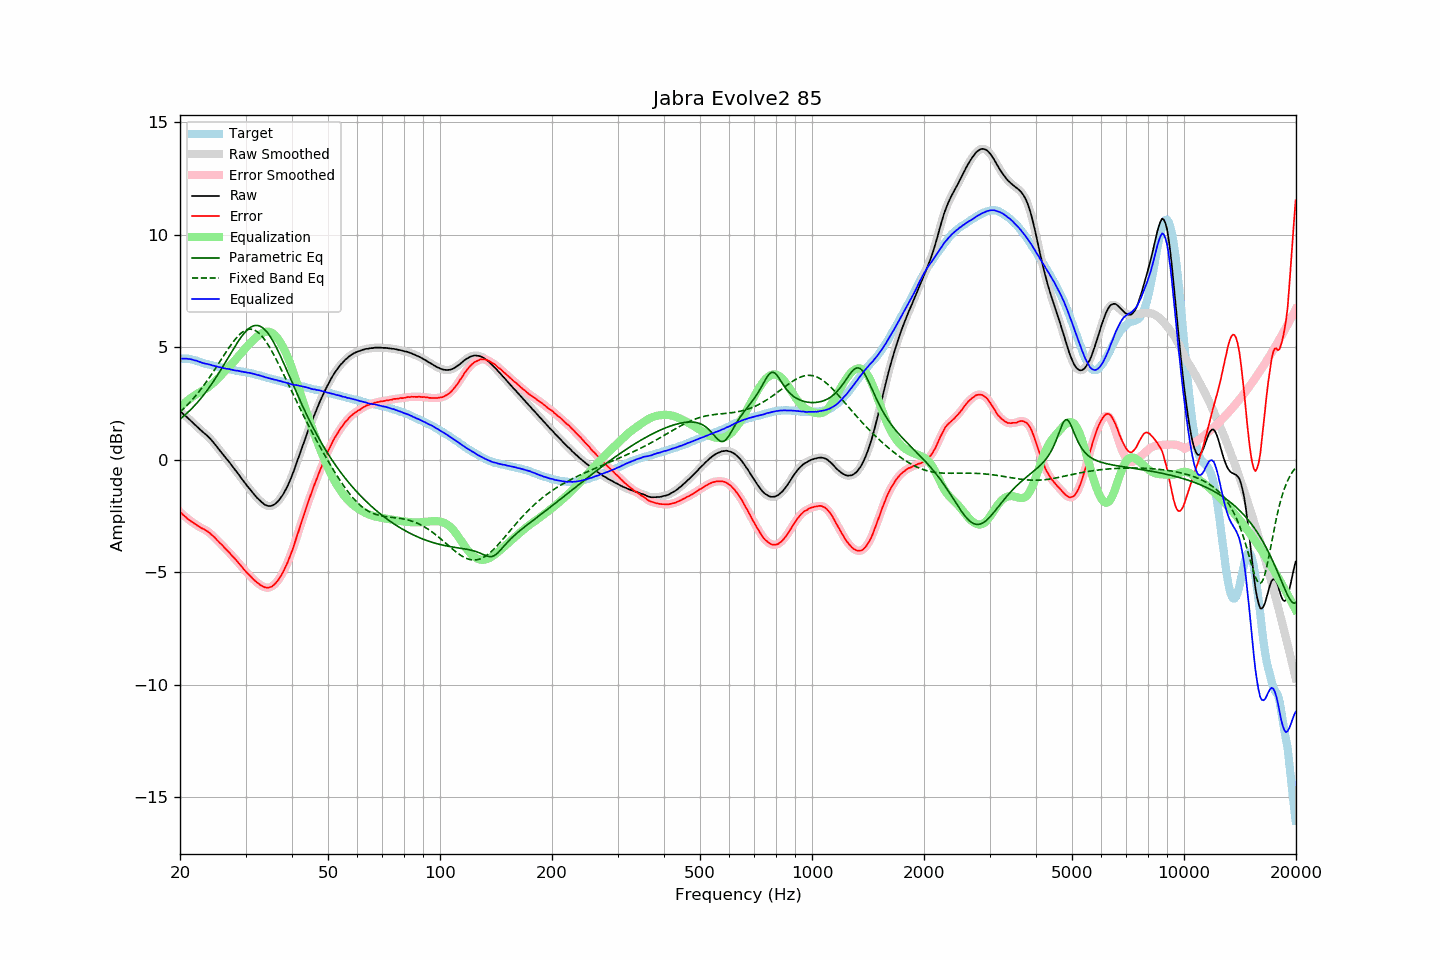 Jabra Evolve2 85
Target
Raw Smoothed
Error Smoothed
Raw
Error
Equalization
Parametric Eq
Fixed Band Eq
Equalized
15
10
5
0
−5
−10
−15
Amplitude (dBr)
20
50
100
200
500
1000
2000
5000
10000
20000
Frequency (Hz)